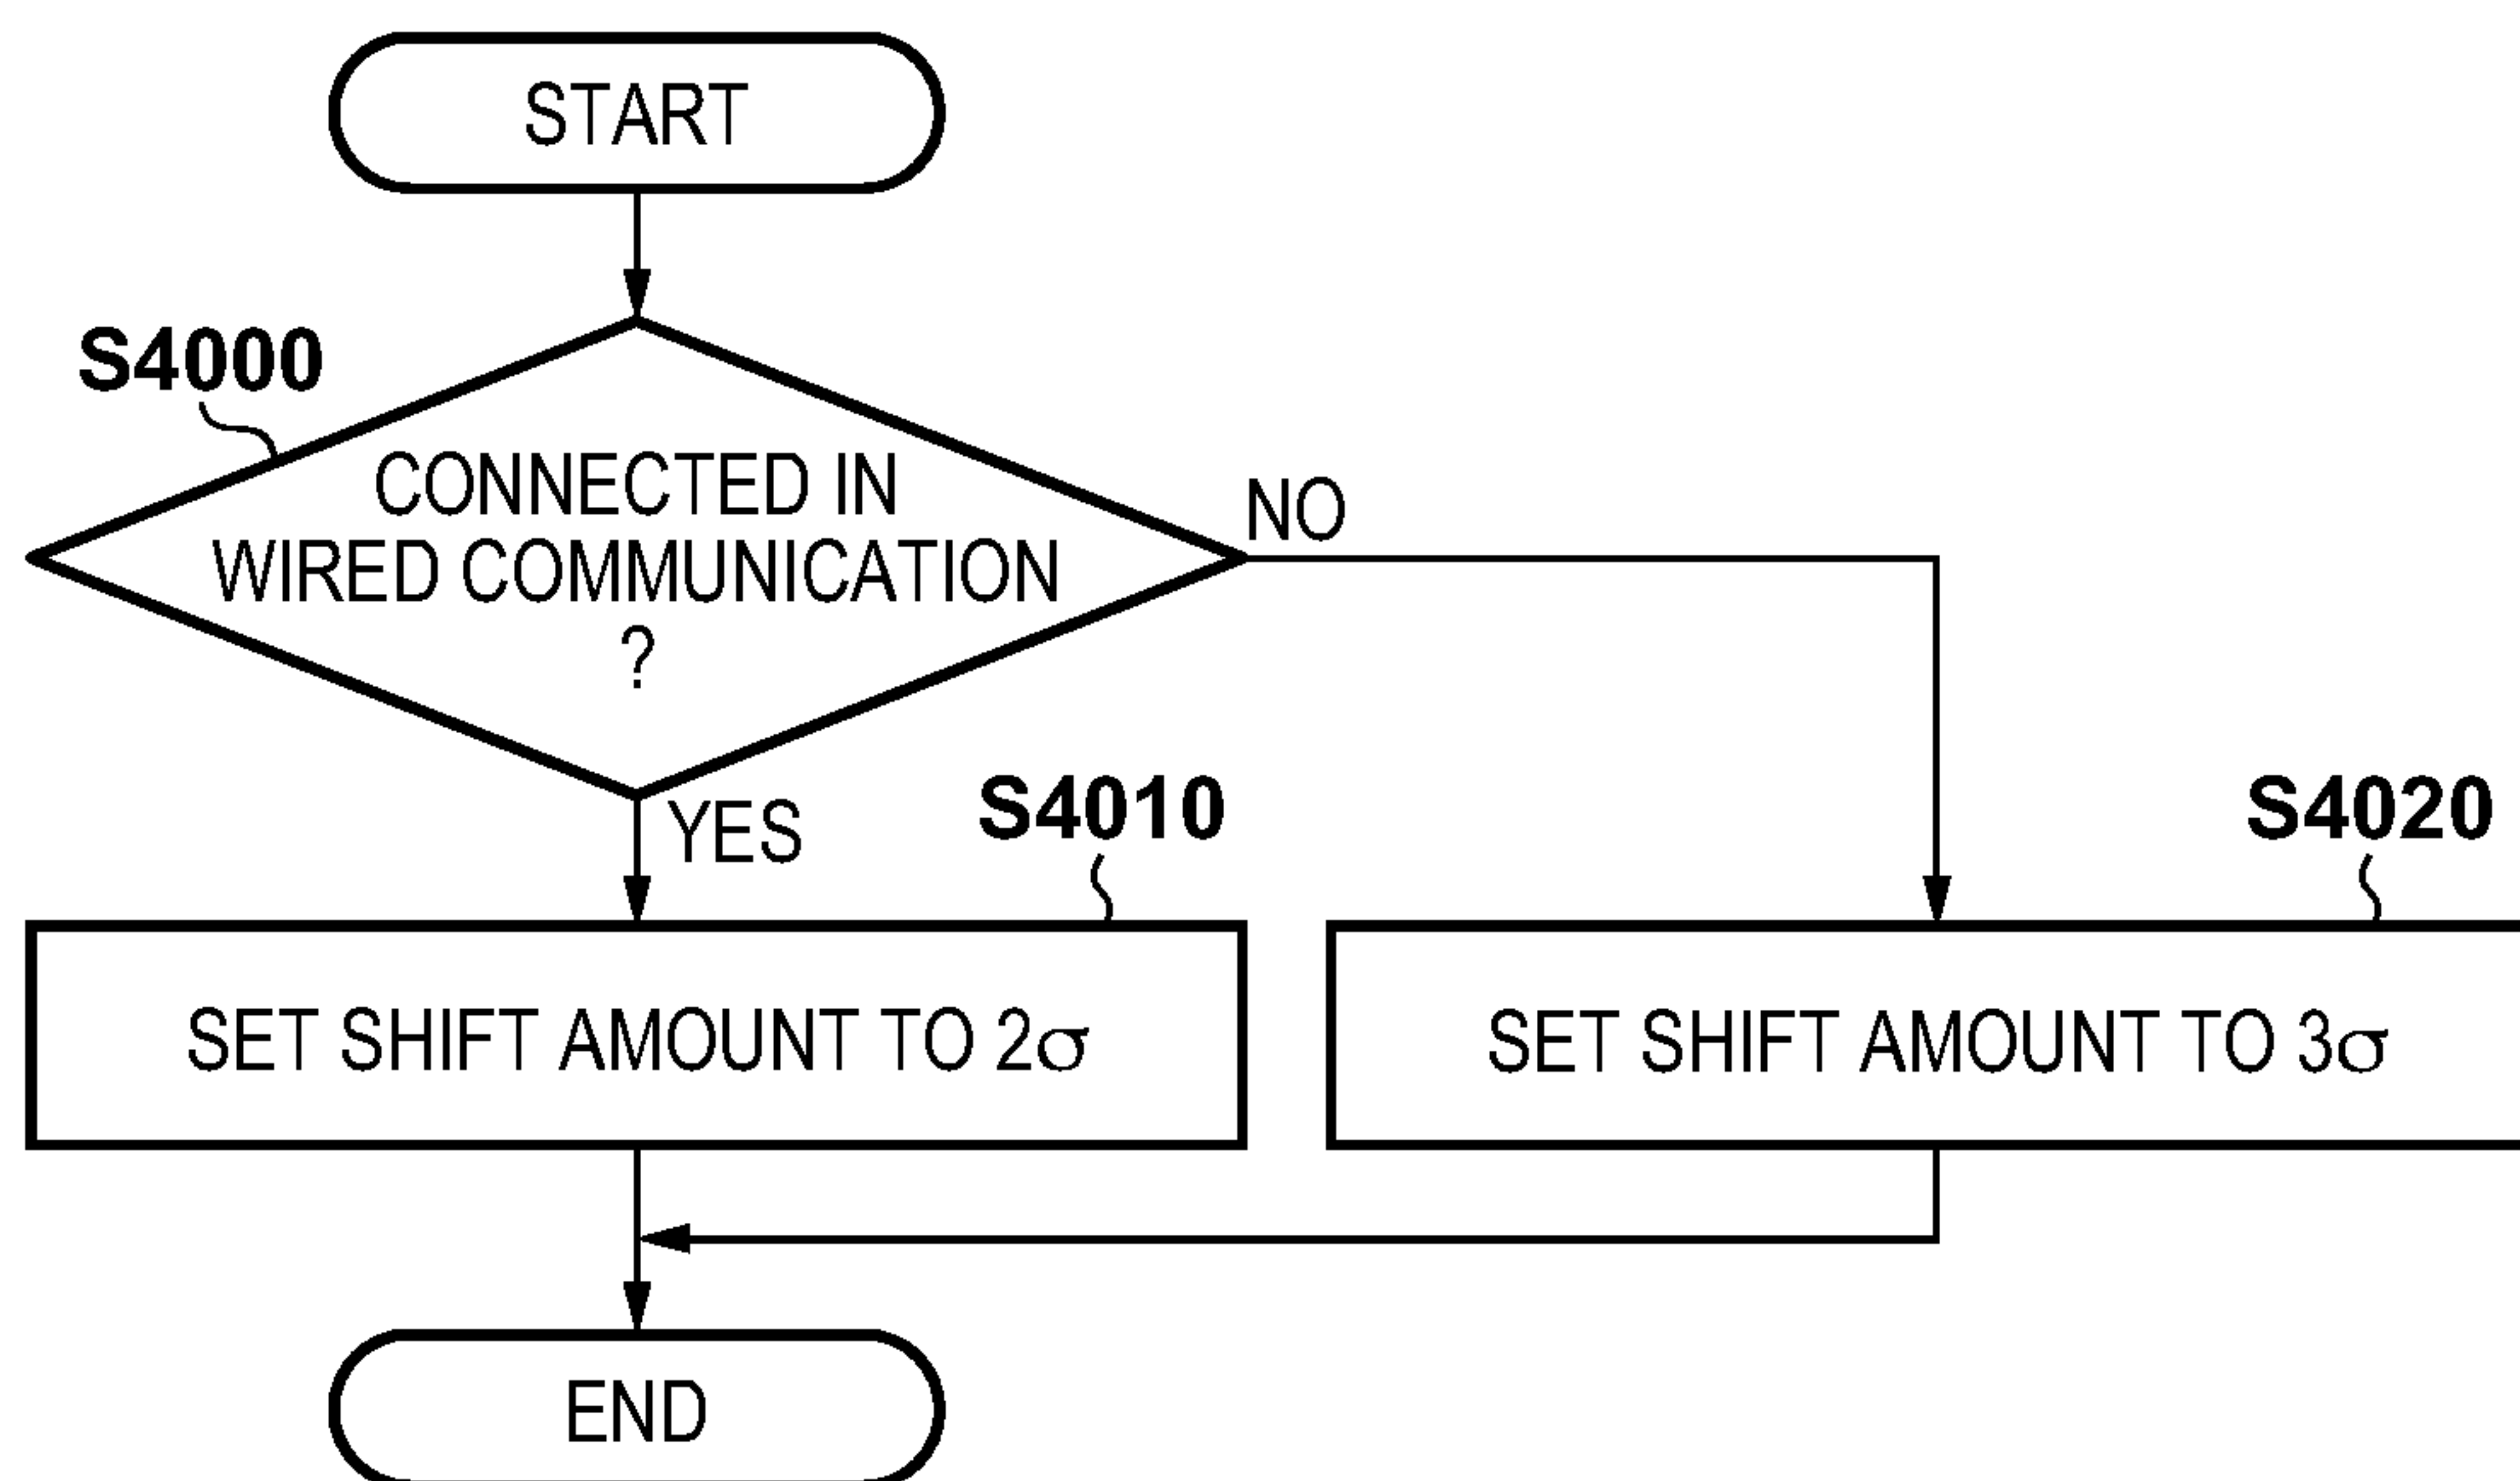 START
S4000
CONNECTED IN
WIRED COMMUNICATION
?
NO
YES
S4010
S4020
SET SHIFT AMOUNT TO 2σ
SET SHIFT AMOUNT TO 3σ
END